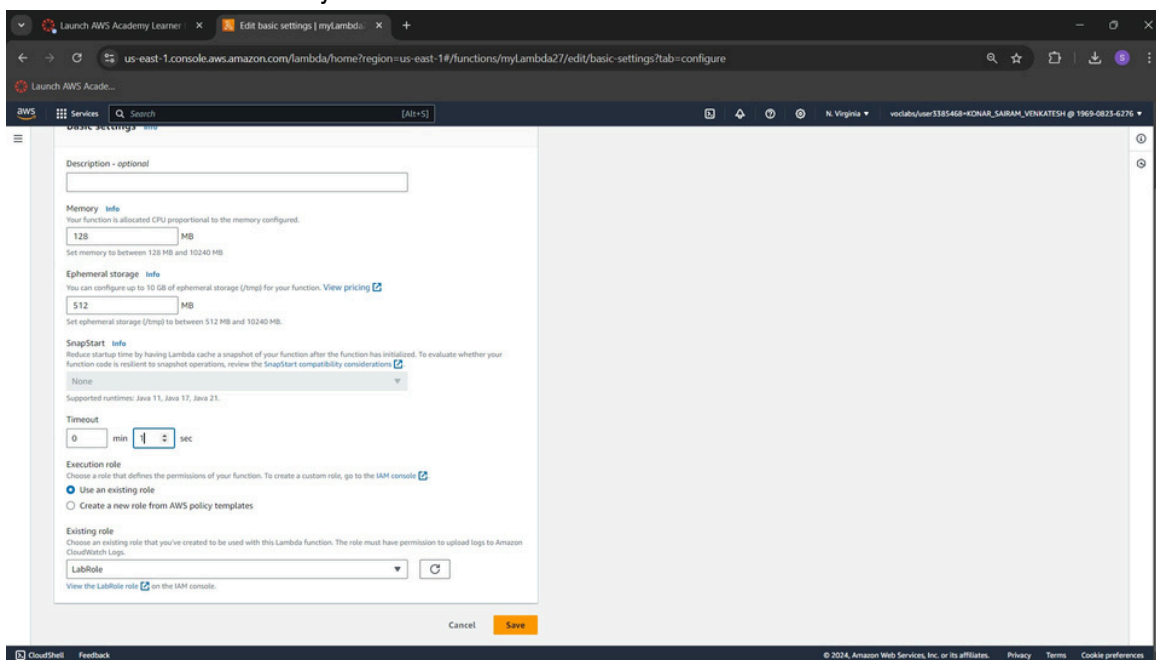 Launch AWS Academy Learner
Edit basic settings | myLambda
us-east-1.console.aws.amazon.com/lambda/home?region=us-east-1#/functions/myLambda27/edit/basic-settings?tab=configure
S
Launch AWS Acade...
aws Services Search [Alt+S] N. Virginia voclabs/user3385468=KONAR_SAIRAM_VENKATESH @ 1969-0823-6276
Basic settings Info
Description - optional
Memory Info
Your function is allocated CPU proportional to the memory configured.
128 MB
Set memory to between 128 MB and 10240 MB
Ephemeral storage Info
You can configure up to 10 GB of ephemeral storage (/tmp) for your function. View pricing
512 MB
Set ephemeral storage (/tmp) to between 512 MB and 10240 MB.
SnapStart Info
Reduce startup time by having Lambda cache a snapshot of your function after the function has initialized. To evaluate whether your
function code is resilient to snapshot operations, review the SnapStart compatibility considerations
None
Supported runtimes: Java 11, Java 17, Java 21.
Timeout
0 min 1 sec
Execution role
Choose a role that defines the permissions of your function. To create a custom role, go to the IAM console
Use an existing role
Create a new role from AWS policy templates
Existing role
Choose an existing role that you've created to be used with this Lambda function. The role must have permission to upload logs to Amazon
CloudWatch Logs.
LabRole
View the LabRole role on the IAM console.
Cancel Save
CloudShell Feedback © 2024, Amazon Web Services, Inc. or its affiliates. Privacy Terms Cookie preferences